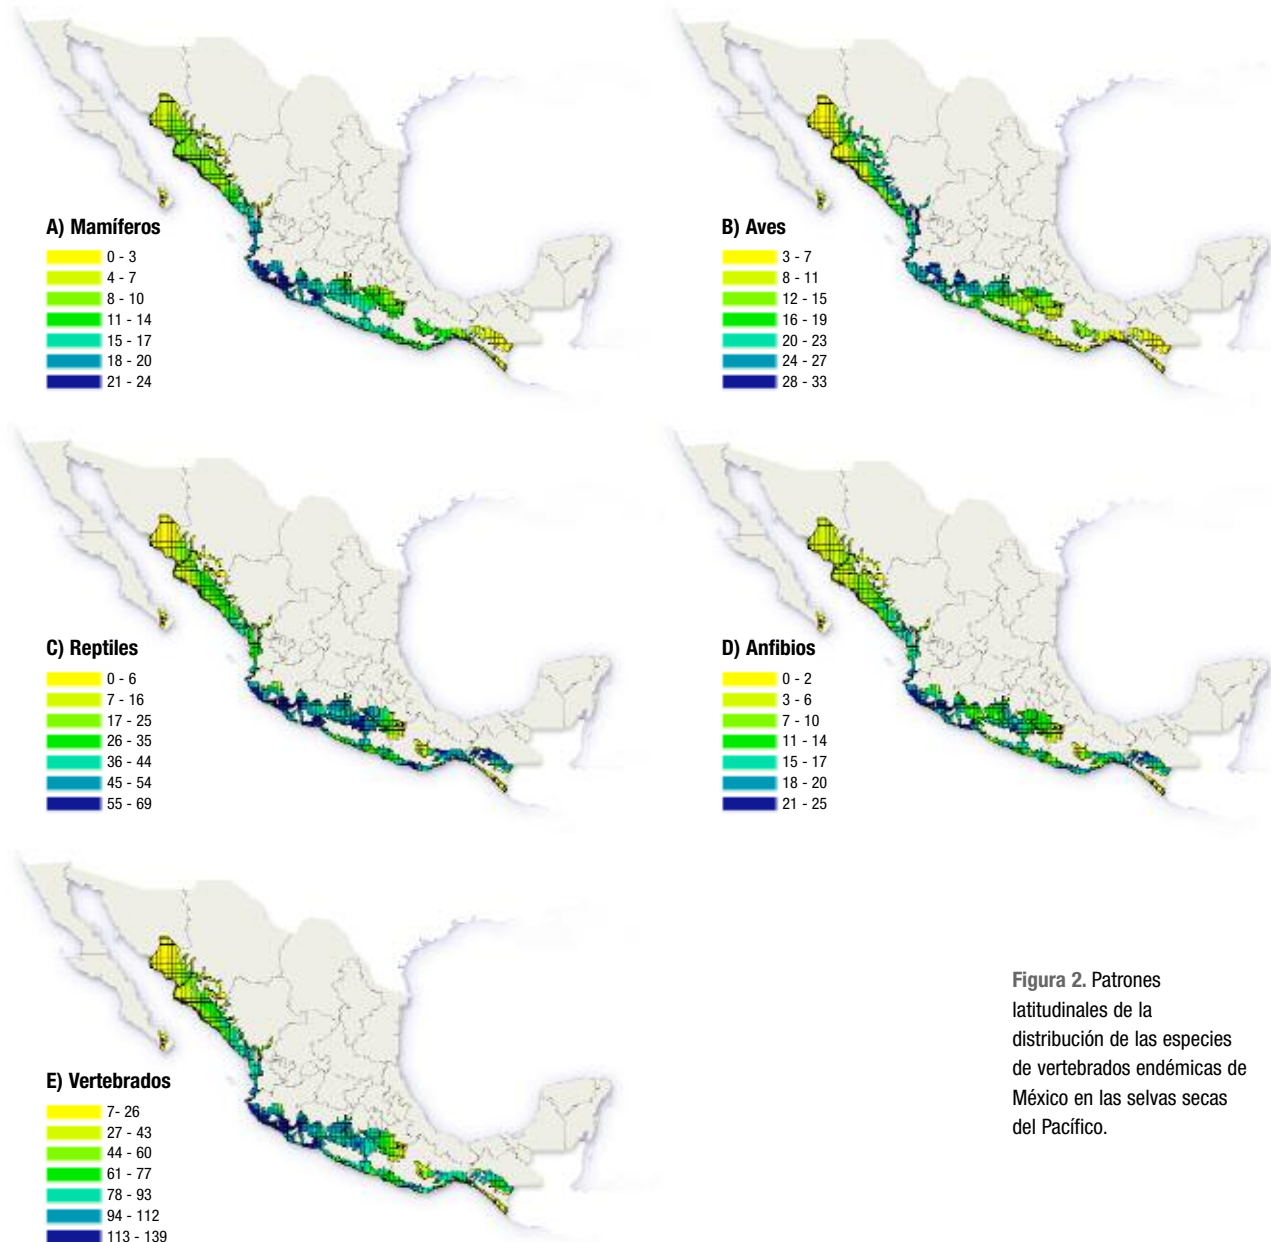 A) Mamíferos
0 - 3
4 - 7
8 - 10
11 - 14
15 - 17
18 - 20
21 - 24
B) Aves
3 - 7
8 - 11
12 - 15
16 - 19
20 - 23
24 - 27
28 - 33
C) Reptiles
0 - 6
7 - 16
17 - 25
26 - 35
36 - 44
45 - 54
55 - 69
D) Anfibios
0 - 2
3 - 6
7 - 10
11 - 14
15 - 17
18 - 20
21 - 25
E) Vertebrados
7- 26
27 - 43
44 - 60
61 - 77
78 - 93
94 - 112
113 - 139
Figura 2. Patrones
latitudinales de la
distribución de las especies
de vertebrados endémicas de
México en las selvas secas
del Pacífico.